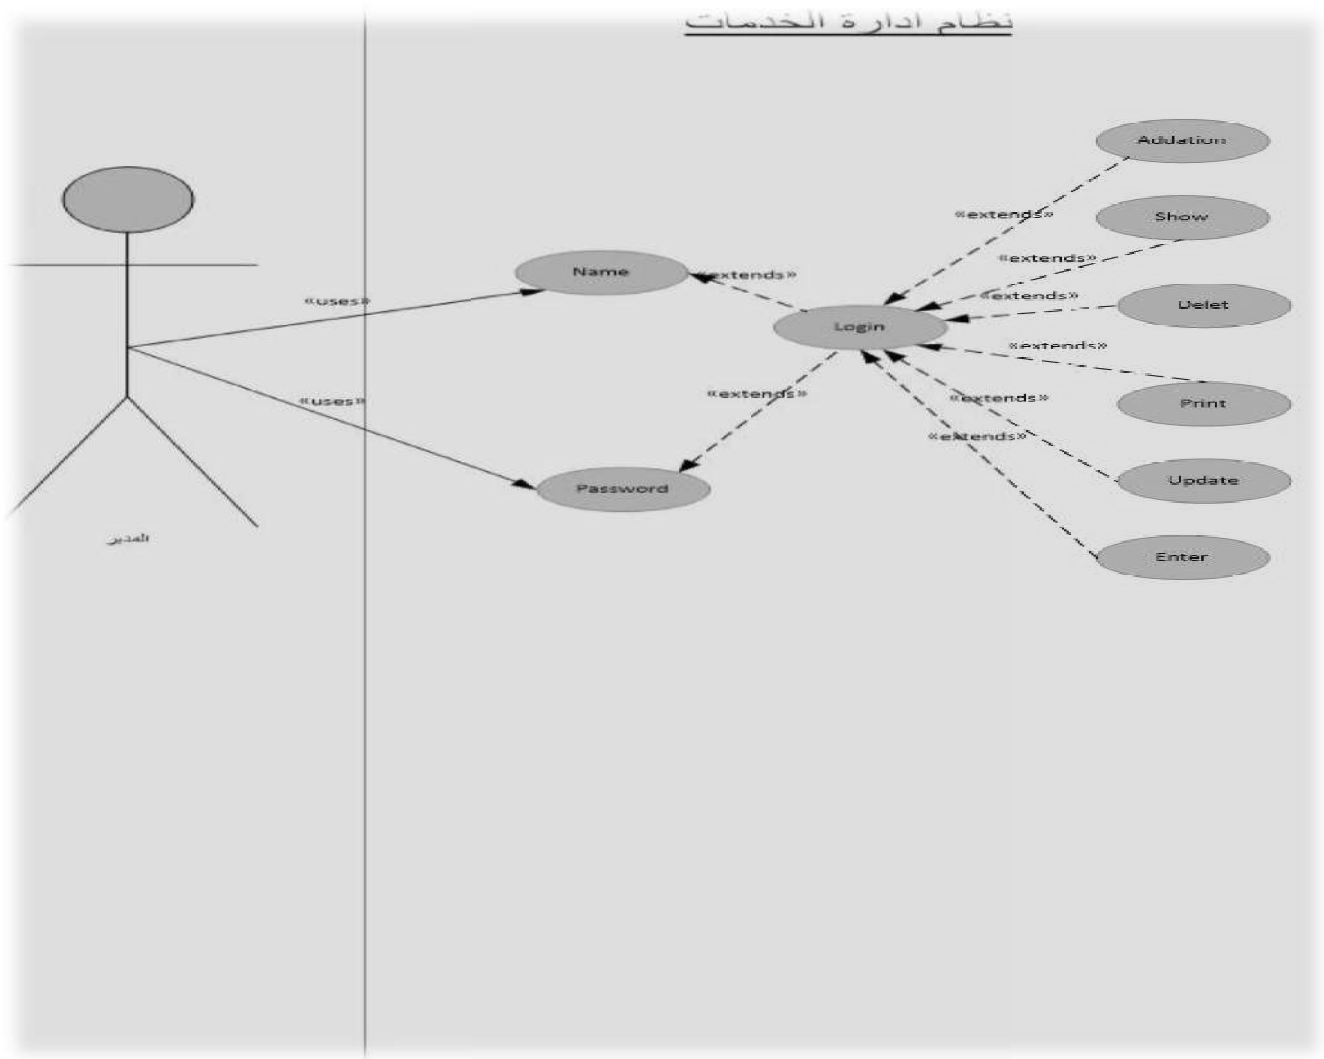 نظام ادارة الخدمات
Addation
«extends»
Show
«extends»
Name
«extends»
«extends»
Delet
«uses»
Login
«extends»
Print
«uses»
«extends»
«extends»
«extends»
Update
Password
المدير
Enter